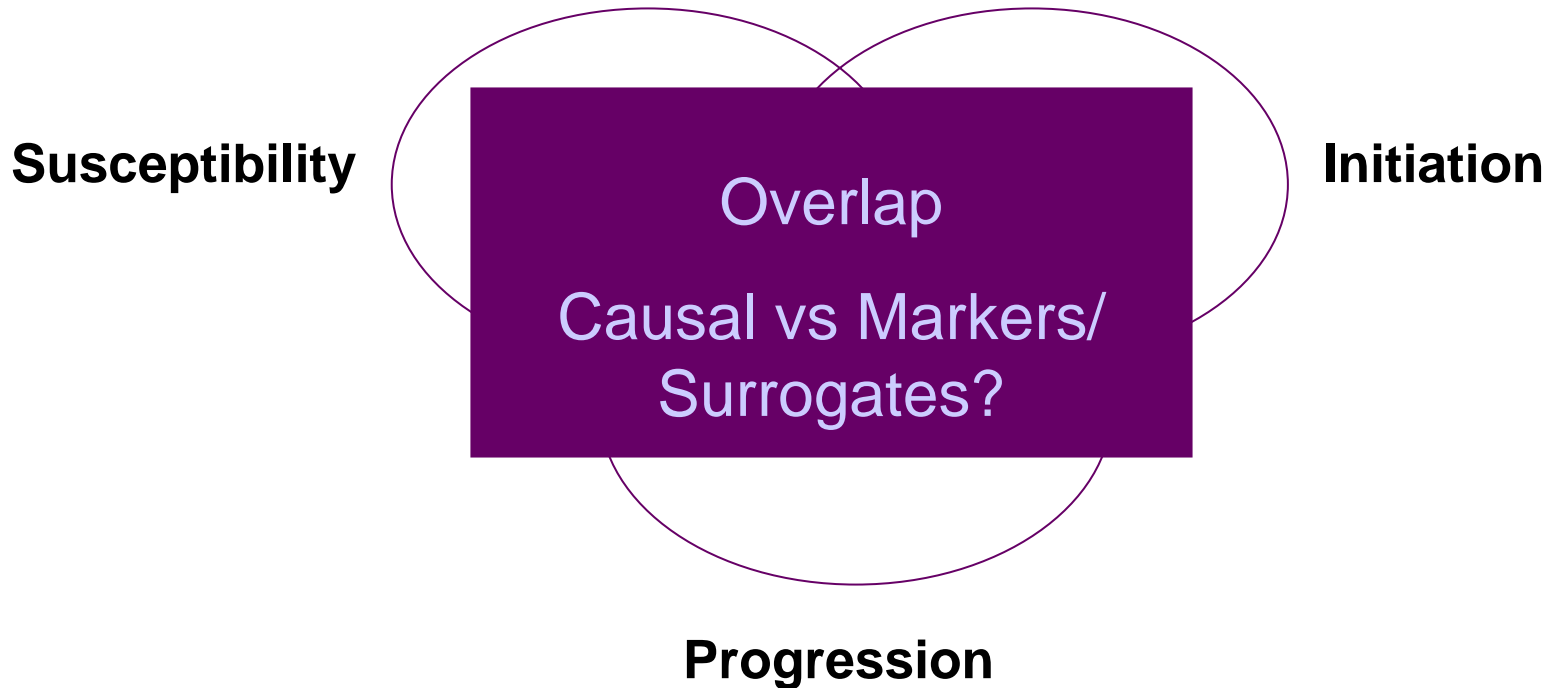 Susceptibility
Initiation
Overlap
Causal vs Markers/
Surrogates?
Progression